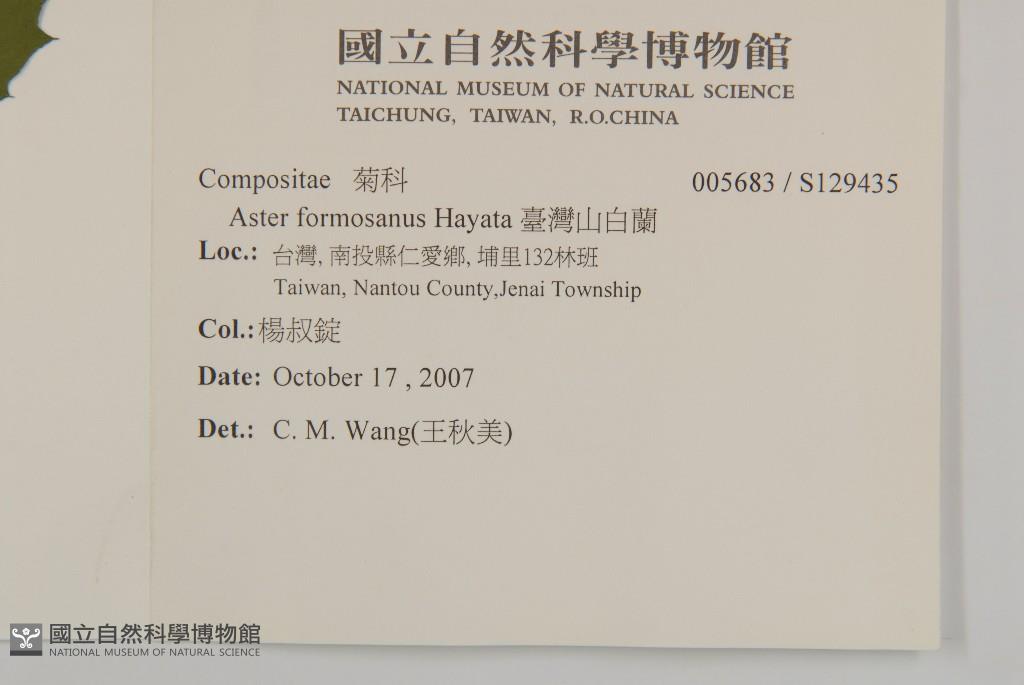 國立自然科學博物館
NATIONAL MUSEUM OF NATURAL SCIENCE
TAICHUNG, TAIWAN, R.O.CHINA
Compositae 菊科 005683 / S129435
Aster formosanus Hayata 臺灣山白蘭
Loc.: 台灣, 南投縣仁愛鄉, 埔里132林班
Taiwan, Nantou County,Jenai Township
Col.: 楊叔錠
Date: October 17 , 2007
Det.: C. M. Wang(王秋美)
國立自然科學博物館
NATIONAL MUSEUM OF NATURAL SCIENCE